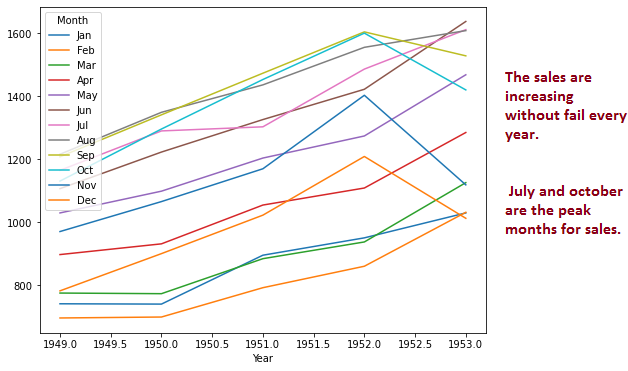 Month
Jan
Feb
Mar
Apr
May
Jun
Jul
Aug
Sep
Oct
Nov
Dec
1600
1400
1200
1000
800
1949.0 1949.5 1950.0 1950.5 1951.0 1951.5 1952.0 1952.5 1953.0
Year
The sales are
increasing
without fail every
year.
July and october
are the peak
months for sales.